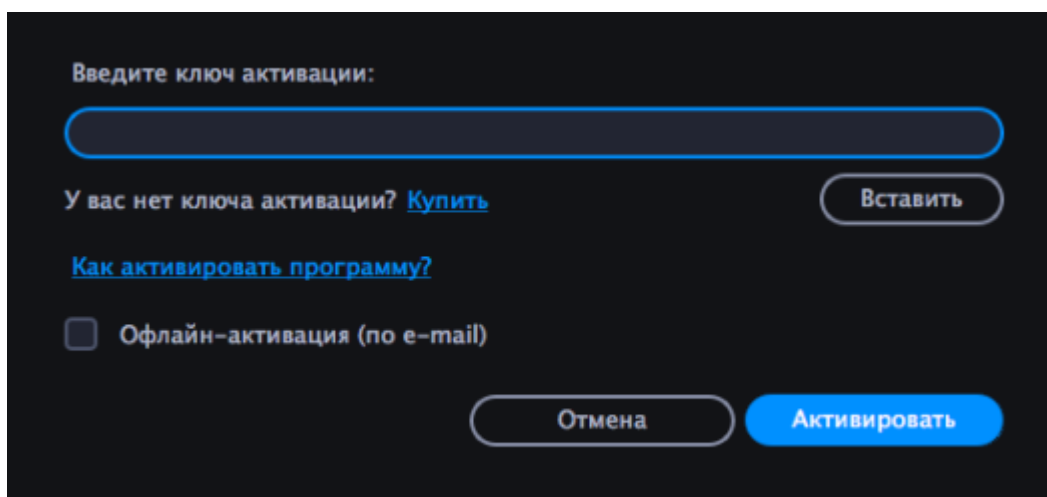 Введите ключ активации:
У вас нет ключа активации? Купить
Вставить
Как активировать программу?
Офлайн-активация (по e-mail)
Отмена
Активировать